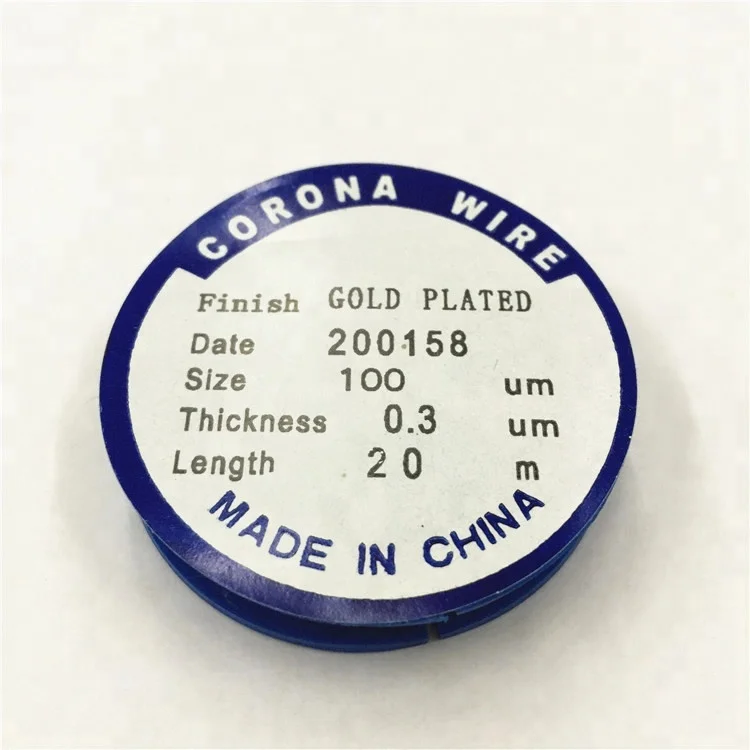 CORONA WIRE
Finish GOLD PLATED
Date 200158
Size 100 um
Thickness 0.3 um
Length 20 m
MADE IN CHINA